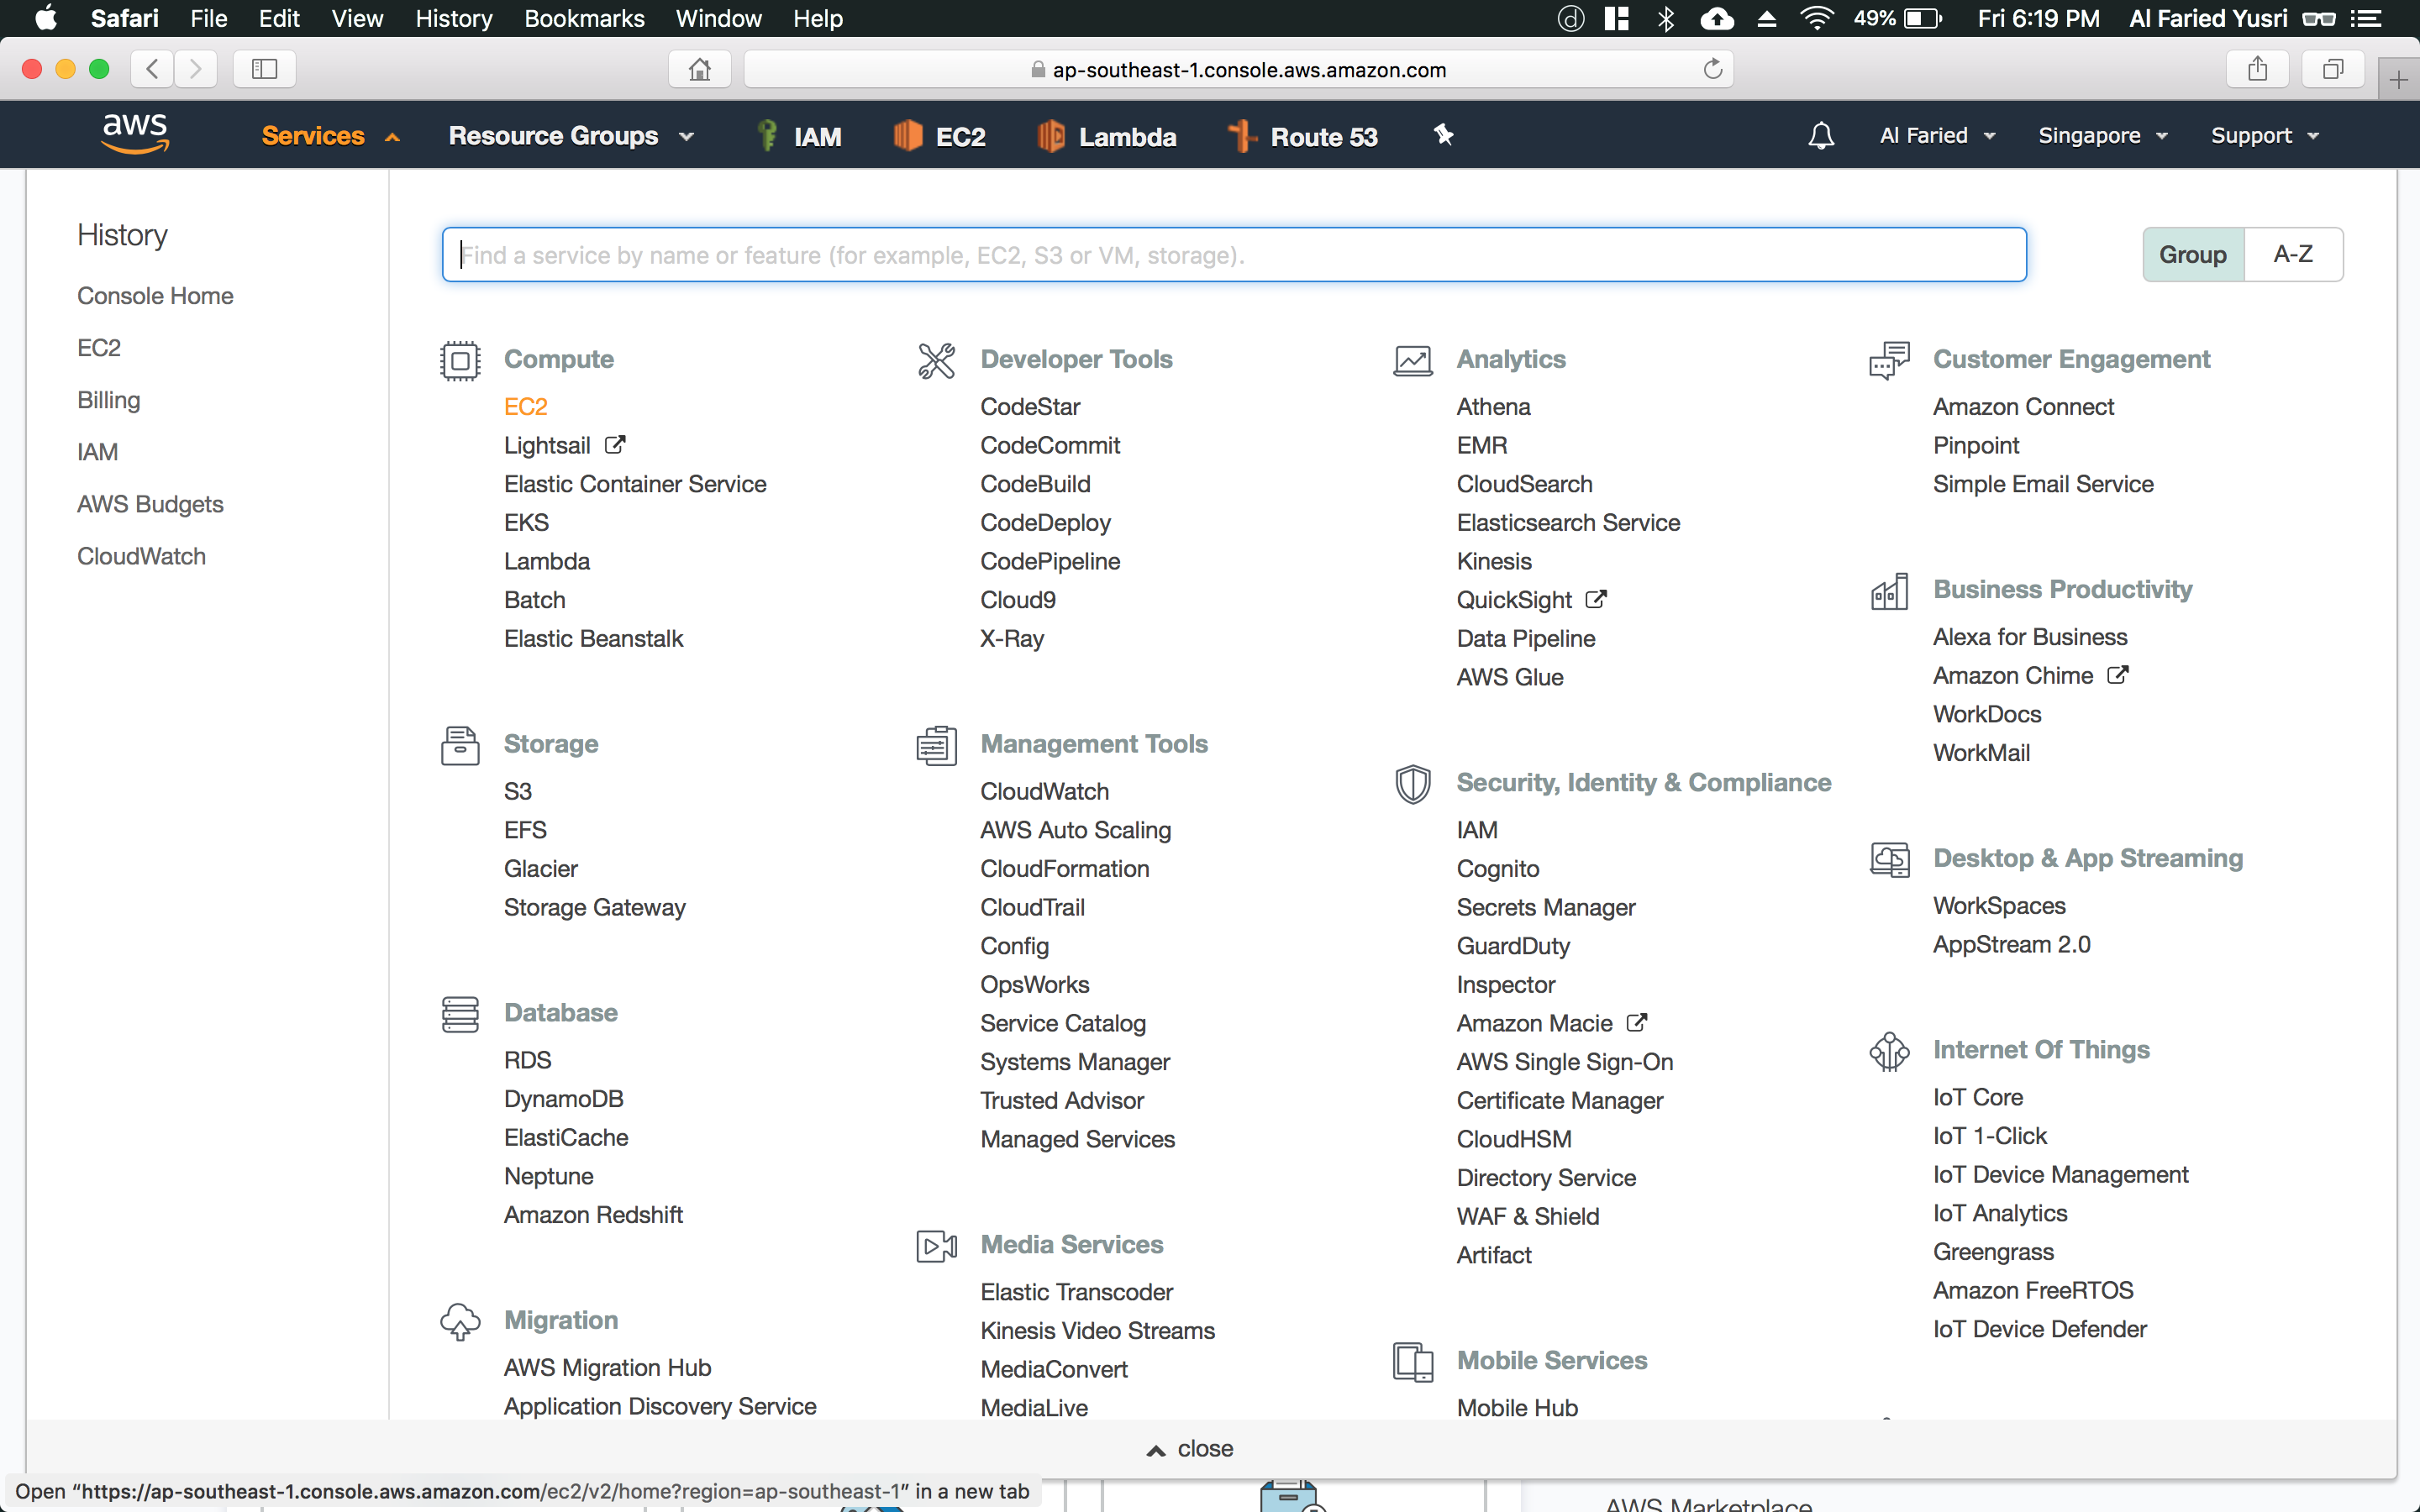 Safari File Edit View History Bookmarks Window Help 49% Fri 6:19 PM Al Faried Yusri
ap-southeast-1.console.aws.amazon.com
aws Services Resource Groups IAM EC2 Lambda Route 53 Al Faried Singapore Support
History
Console Home
EC2
Billing
IAM
AWS Budgets
CloudWatch
Find a service by name or feature (for example, EC2, S3 or VM, storage).
Group A-Z
Compute
EC2
Lightsail
Elastic Container Service
EKS
Lambda
Batch
Elastic Beanstalk
Storage
S3
EFS
Glacier
Storage Gateway
Database
RDS
DynamoDB
ElastiCache
Neptune
Amazon Redshift
Migration
AWS Migration Hub
Application Discovery Service
Developer Tools
CodeStar
CodeCommit
CodeBuild
CodeDeploy
CodePipeline
Cloud9
X-Ray
Management Tools
CloudWatch
AWS Auto Scaling
CloudFormation
CloudTrail
Config
OpsWorks
Service Catalog
Systems Manager
Trusted Advisor
Managed Services
Media Services
Elastic Transcoder
Kinesis Video Streams
MediaConvert
MediaLive
Analytics
Athena
EMR
CloudSearch
Elasticsearch Service
Kinesis
QuickSight
Data Pipeline
AWS Glue
Security, Identity & Compliance
IAM
Cognito
Secrets Manager
GuardDuty
Inspector
Amazon Macie
AWS Single Sign-On
Certificate Manager
CloudHSM
Directory Service
WAF & Shield
Artifact
Mobile Services
Mobile Hub
Customer Engagement
Amazon Connect
Pinpoint
Simple Email Service
Business Productivity
Alexa for Business
Amazon Chime
WorkDocs
WorkMail
Desktop & App Streaming
WorkSpaces
AppStream 2.0
Internet Of Things
IoT Core
IoT 1-Click
IoT Device Management
IoT Analytics
Greengrass
Amazon FreeRTOS
IoT Device Defender
close
Open “https://ap-southeast-1.console.aws.amazon.com/ec2/v2/home?region=ap-southeast-1” in a new tab
AWS Marketplace